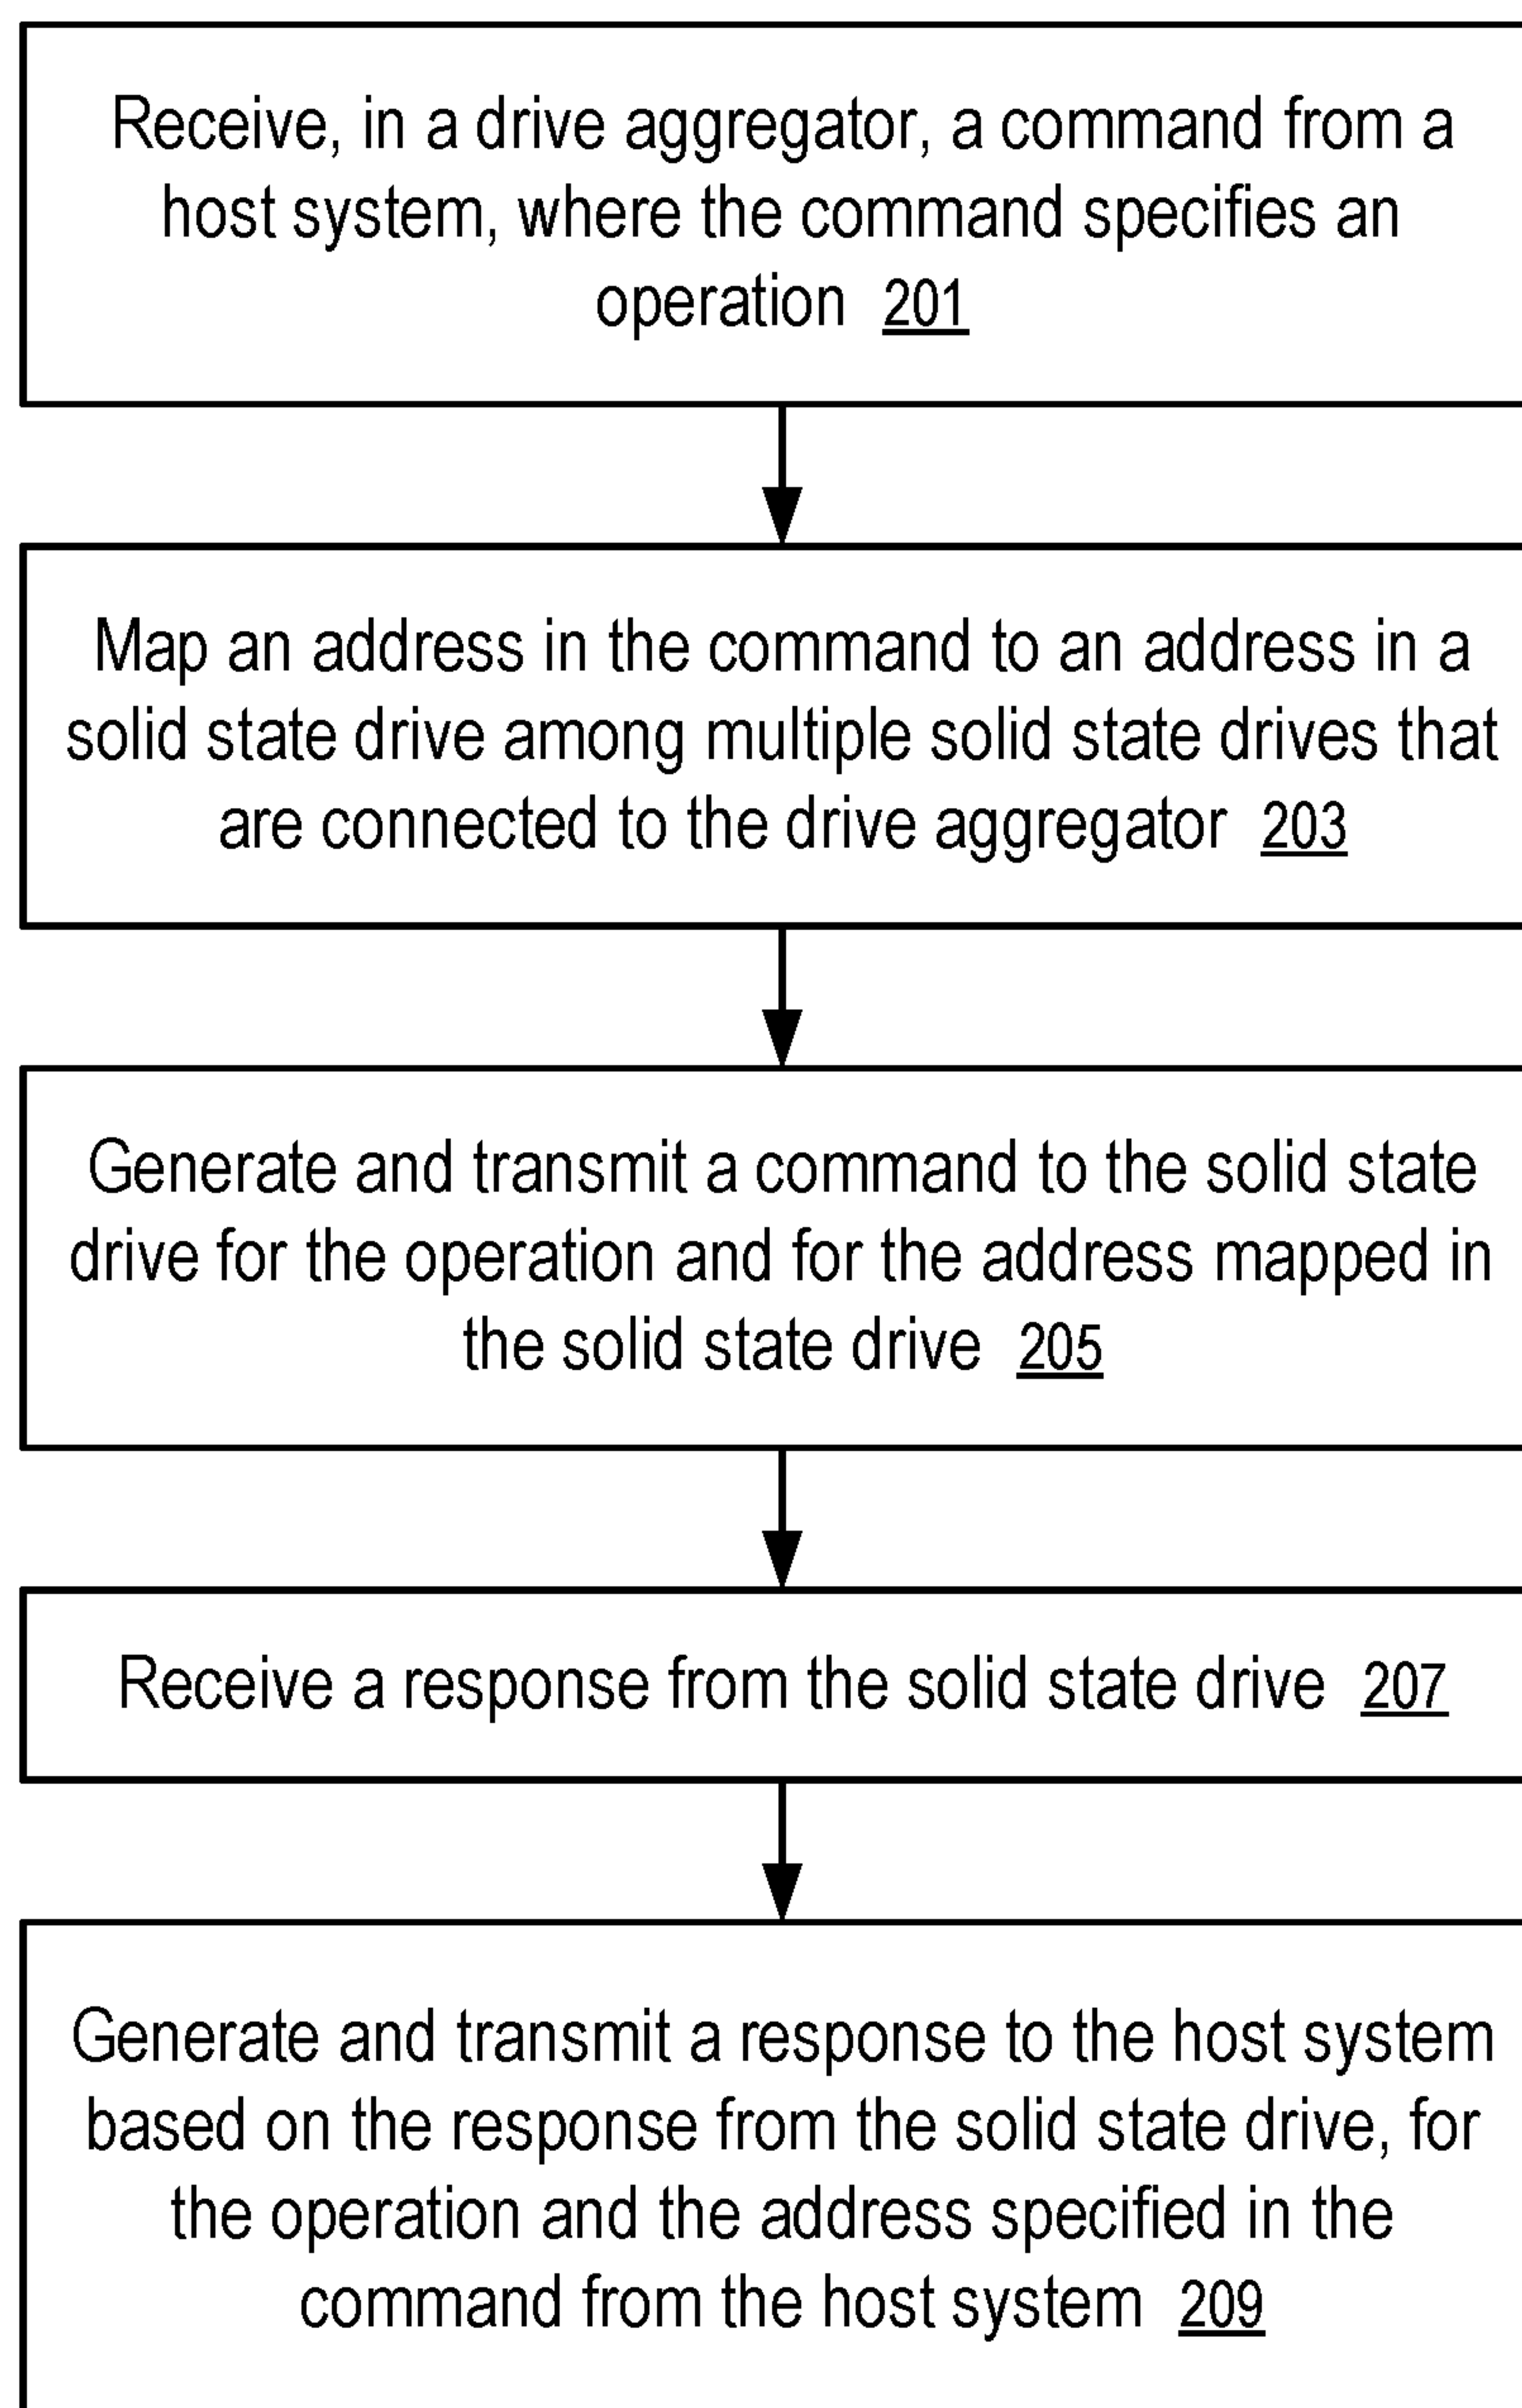 Receive, in a drive aggregator, a command from a
host system, where the command specifies an
operation 201
Map an address in the command to an address in a
solid state drive among multiple solid state drives that
are connected to the drive aggregator 203
Generate and transmit a command to the solid state
drive for the operation and for the address mapped in
the solid state drive 205
Receive a response from the solid state drive 207
Generate and transmit a response to the host system
based on the response from the solid state drive, for
the operation and the address specified in the
command from the host system 209